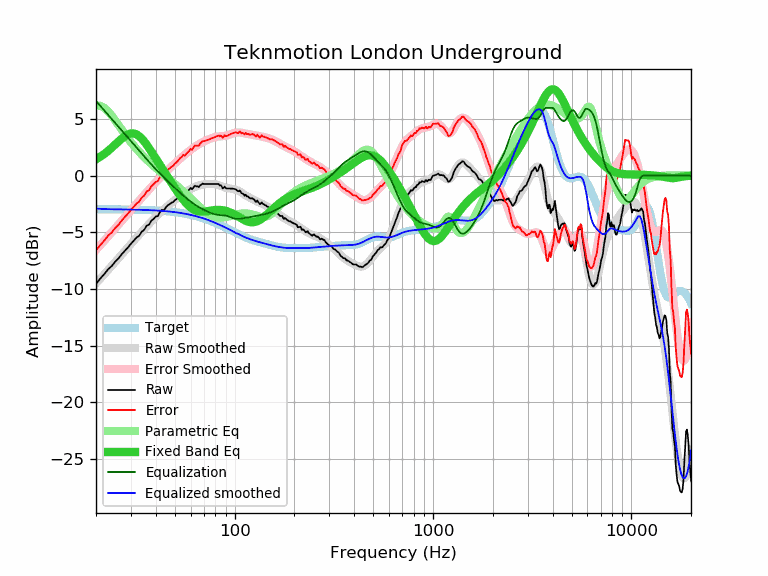 Teknmotion London Underground
5
0
−5
−10
−15
−20
−25
Amplitude (dBr)
Target
Raw Smoothed
Error Smoothed
Raw
Error
Parametric Eq
Fixed Band Eq
Equalization
Equalized smoothed
100 1000 10000
Frequency (Hz)